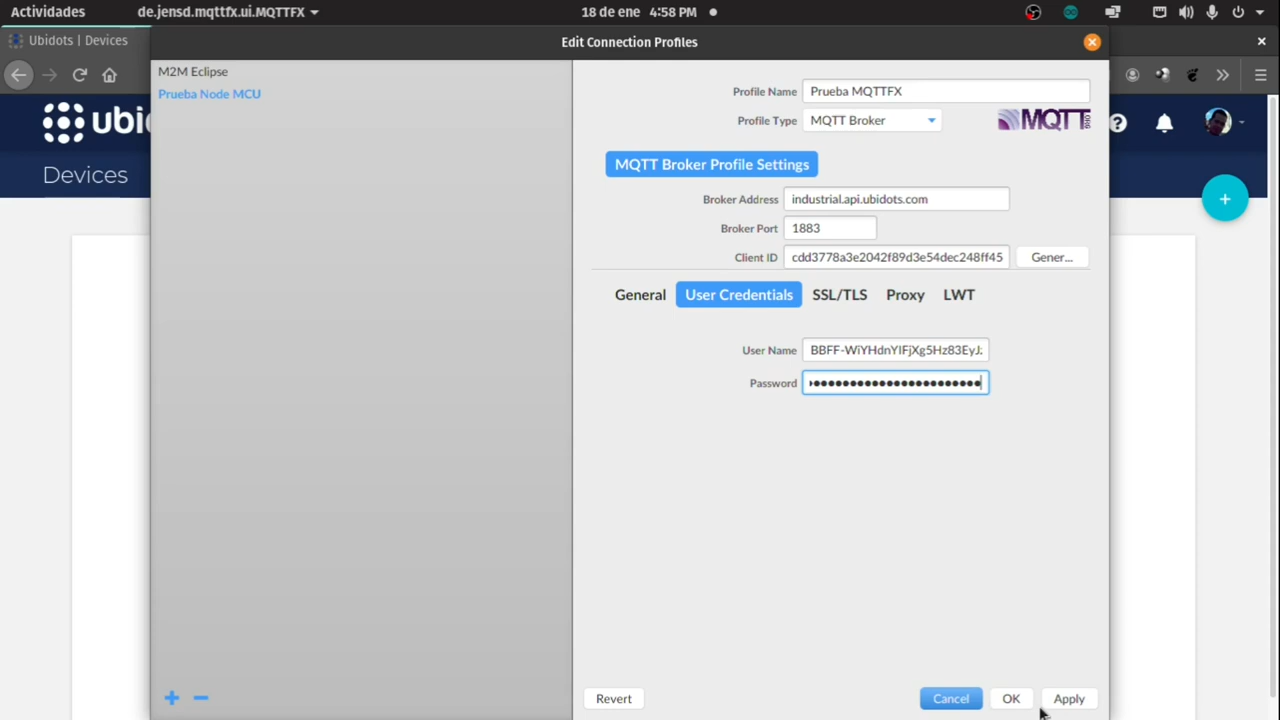 Actividades
de.jensd.mqttfx.ui.MQTTFX
18 de ene 4:58 PM
Ubidots | Devices
Edit Connection Profiles
M2M Eclipse
Prueba Node MCU
Profile Name Prueba MQTTFX
Profile Type MQTT Broker
MQTT
ORG
ubi
?
Devices
MQTT Broker Profile Settings
Broker Address industrial.api.ubidots.com
+
Broker Port 1883
Client ID cdd3778a3e2042f89d3e54dec248ff45 Gener...
General User Credentials SSL/TLS Proxy LWT
User Name
Password
Revert Cancel OK Apply